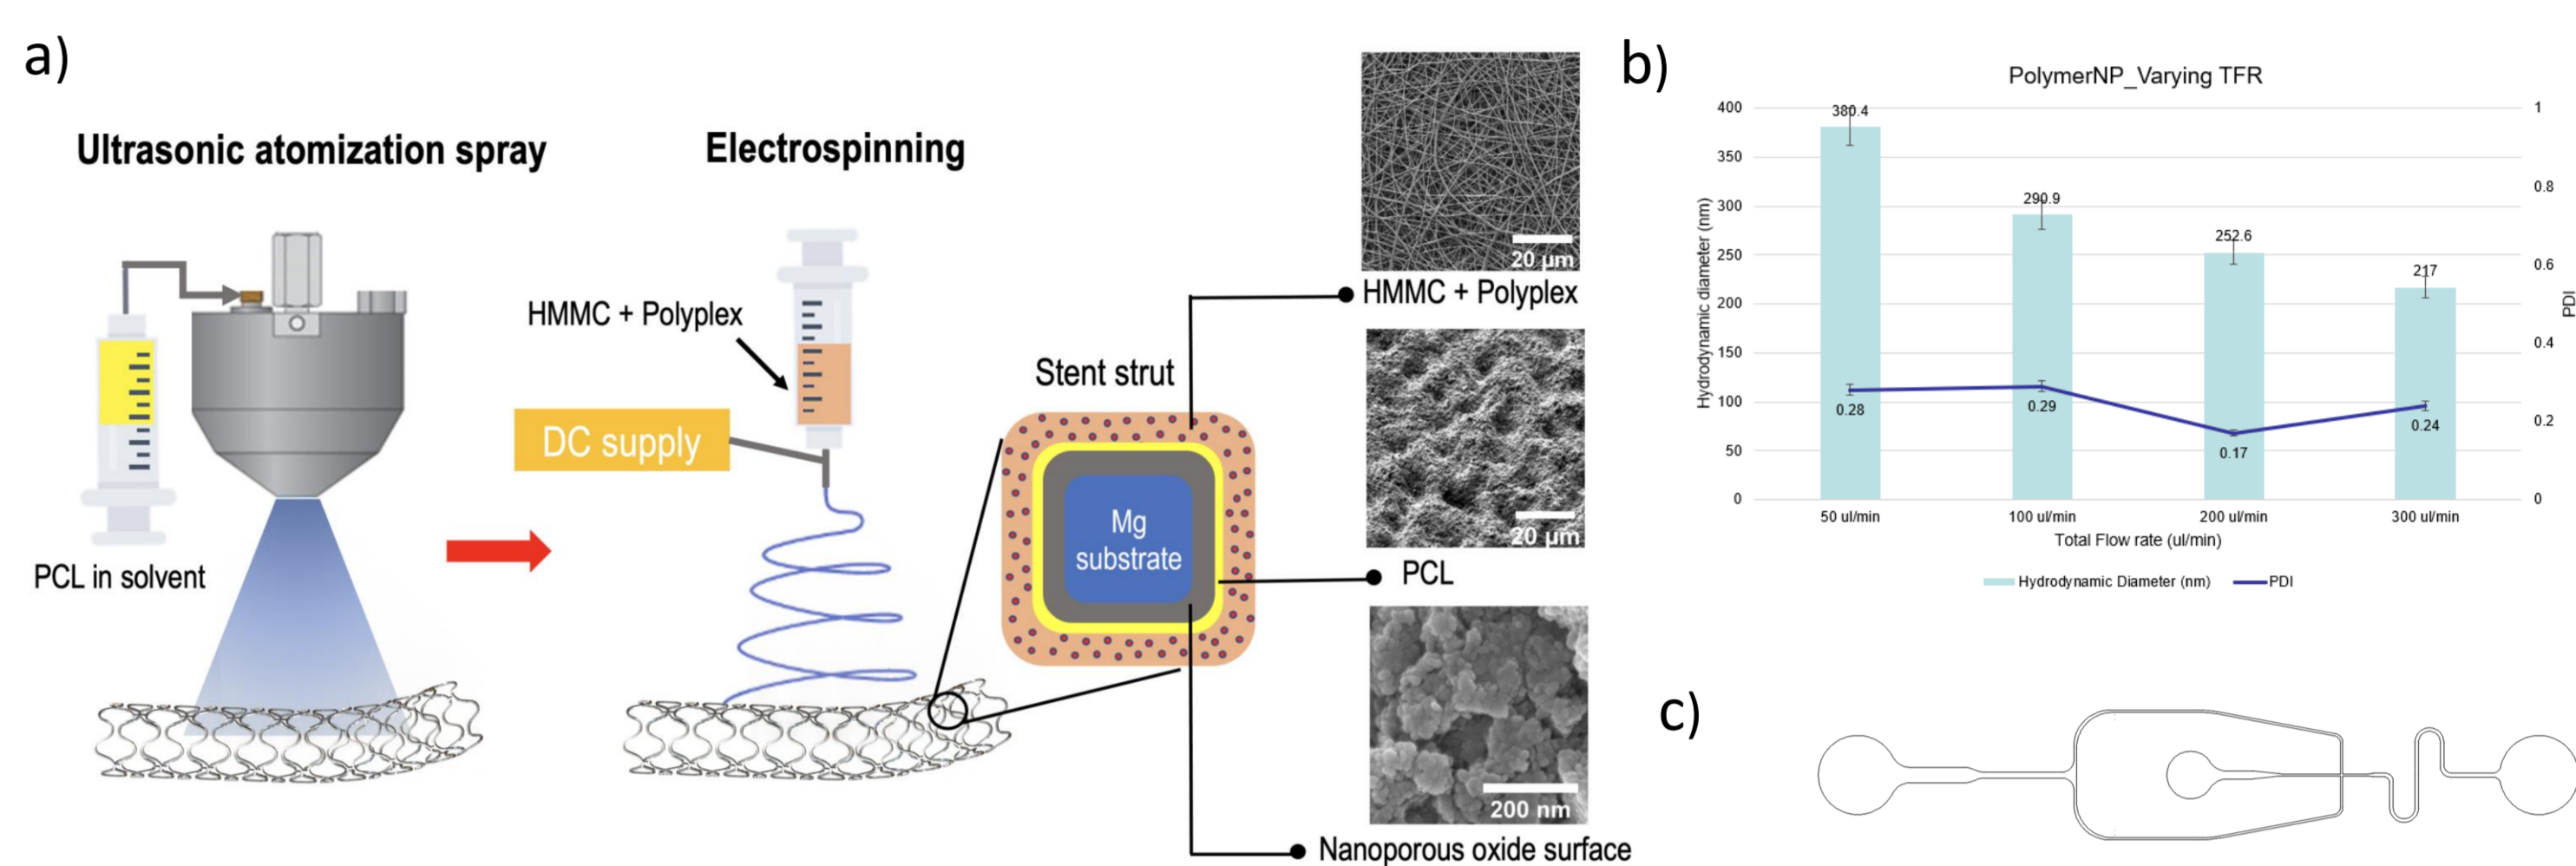 a)
Ultrasonic atomization spray
PCL in solvent
Electrospinning
HMMC + Polyplex
DC supply
Stent strut
Mg
substrate
20 µm
HMMC + Polyplex
20 µm
PCL
200 nm
Nanoporous oxide surface
b)
PolymerNP_Varying TFR
Hydrodynamic diameter (nm)
400
350
300
250
200
150
100
50
0
380.4
290.9
252.6
217
0.28
0.29
0.17
0.24
1
0.8
0.6
0.4
0.2
0
PDI
50 ul/min
100 ul/min
200 ul/min
300 ul/min
Total Flow rate (ul/min)
Hydrodynamic Diameter (nm)
PDI
c)